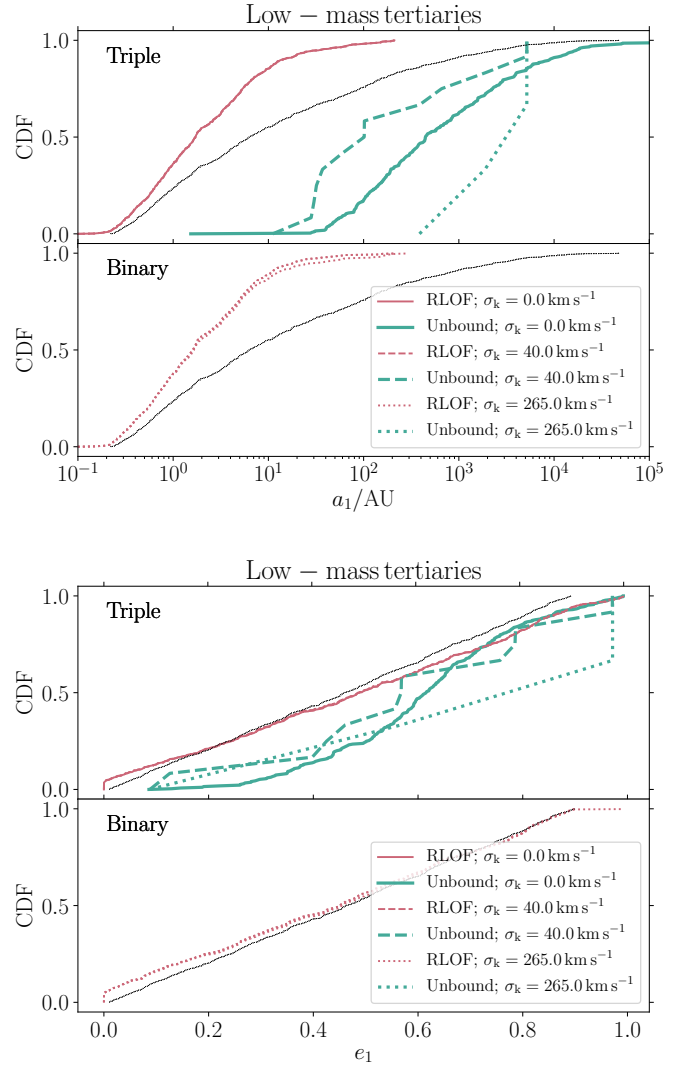 Low − mass tertiaries
Triple
CDF
1.0
0.5
0.0
Binary
CDF
1.0
0.5
0.0
RLOF; σk = 0.0 km s⁻¹
Unbound; σk = 0.0 km s⁻¹
RLOF; σk = 40.0 km s⁻¹
Unbound; σk = 40.0 km s⁻¹
RLOF; σk = 265.0 km s⁻¹
Unbound; σk = 265.0 km s⁻¹
10⁻¹ 10⁰ 10¹ 10² 10³ 10⁴ 10⁵
a₁/AU
Low − mass tertiaries
Triple
CDF
1.0
0.5
0.0
Binary
CDF
1.0
0.5
0.0
RLOF; σk = 0.0 km s⁻¹
Unbound; σk = 0.0 km s⁻¹
RLOF; σk = 40.0 km s⁻¹
Unbound; σk = 40.0 km s⁻¹
RLOF; σk = 265.0 km s⁻¹
Unbound; σk = 265.0 km s⁻¹
0.0 0.2 0.4 0.6 0.8 1.0
e₁